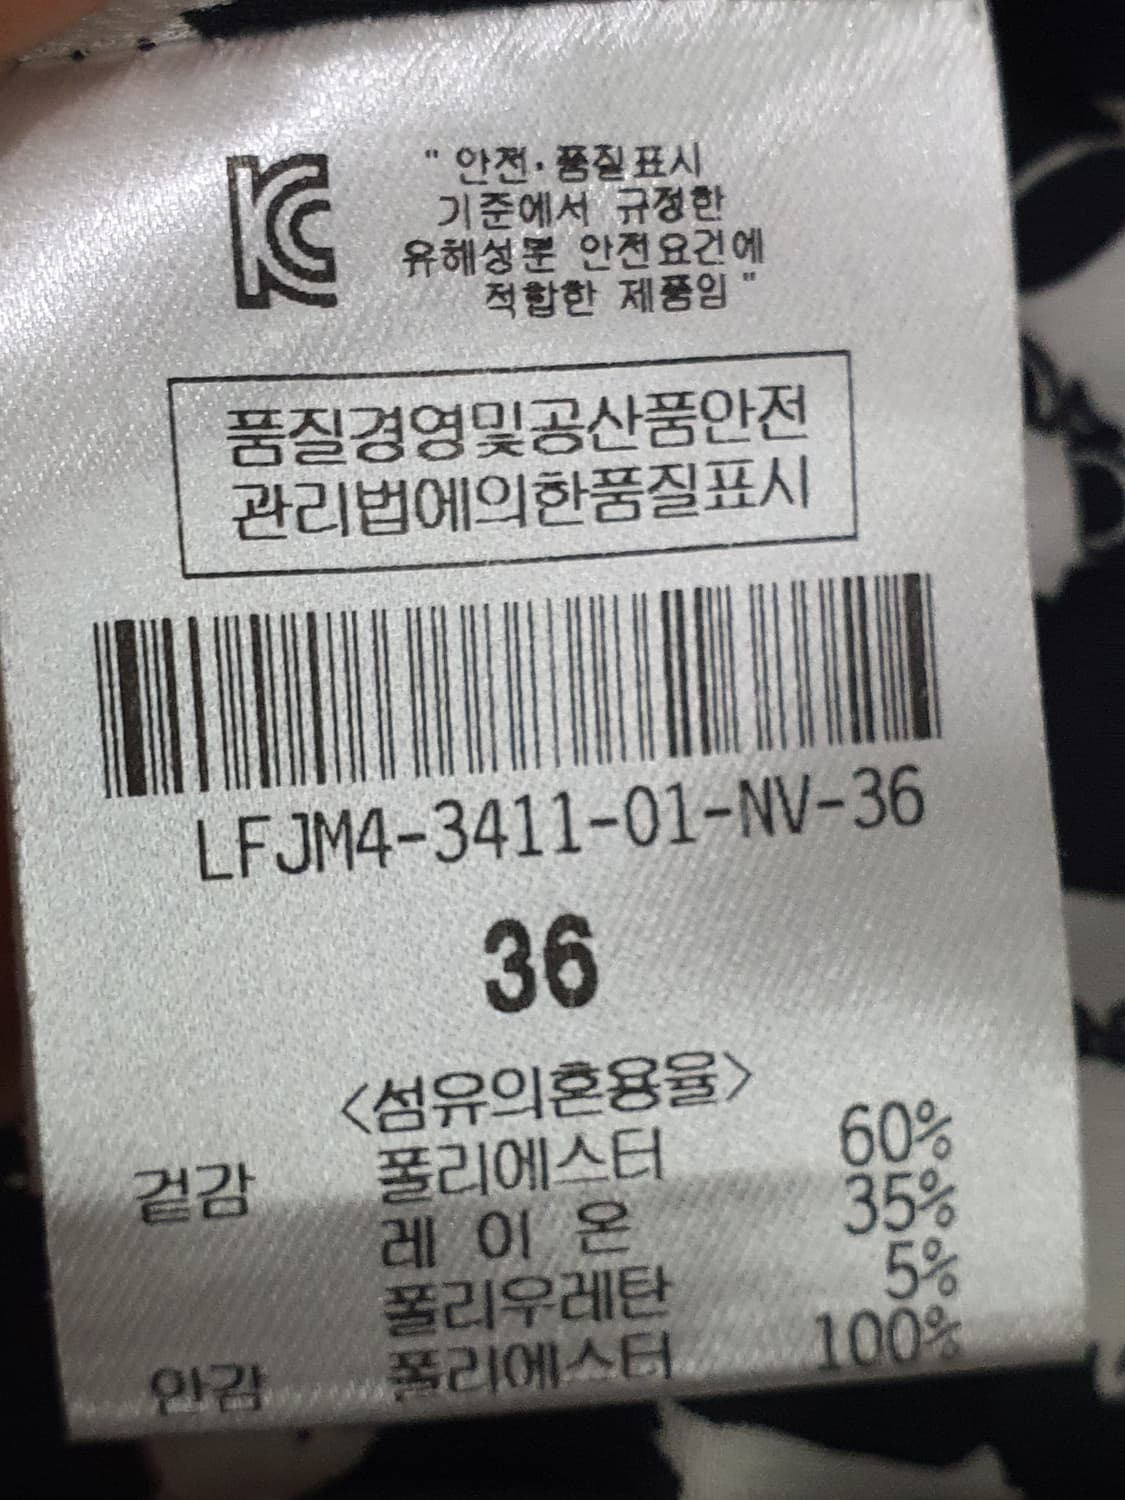 KC
" 안전·품질표시
기준에서 규정한
유해성분 안전요건에
적합한 제품임 "
품질경영및공산품안전
관리법에의한품질표시
LFJM4-3411-01-NV-36
36
<섬유의혼용율>
겉감 폴리에스터 60%
레 이 온 35%
폴리우레탄 5%
안감 폴리에스터 100%